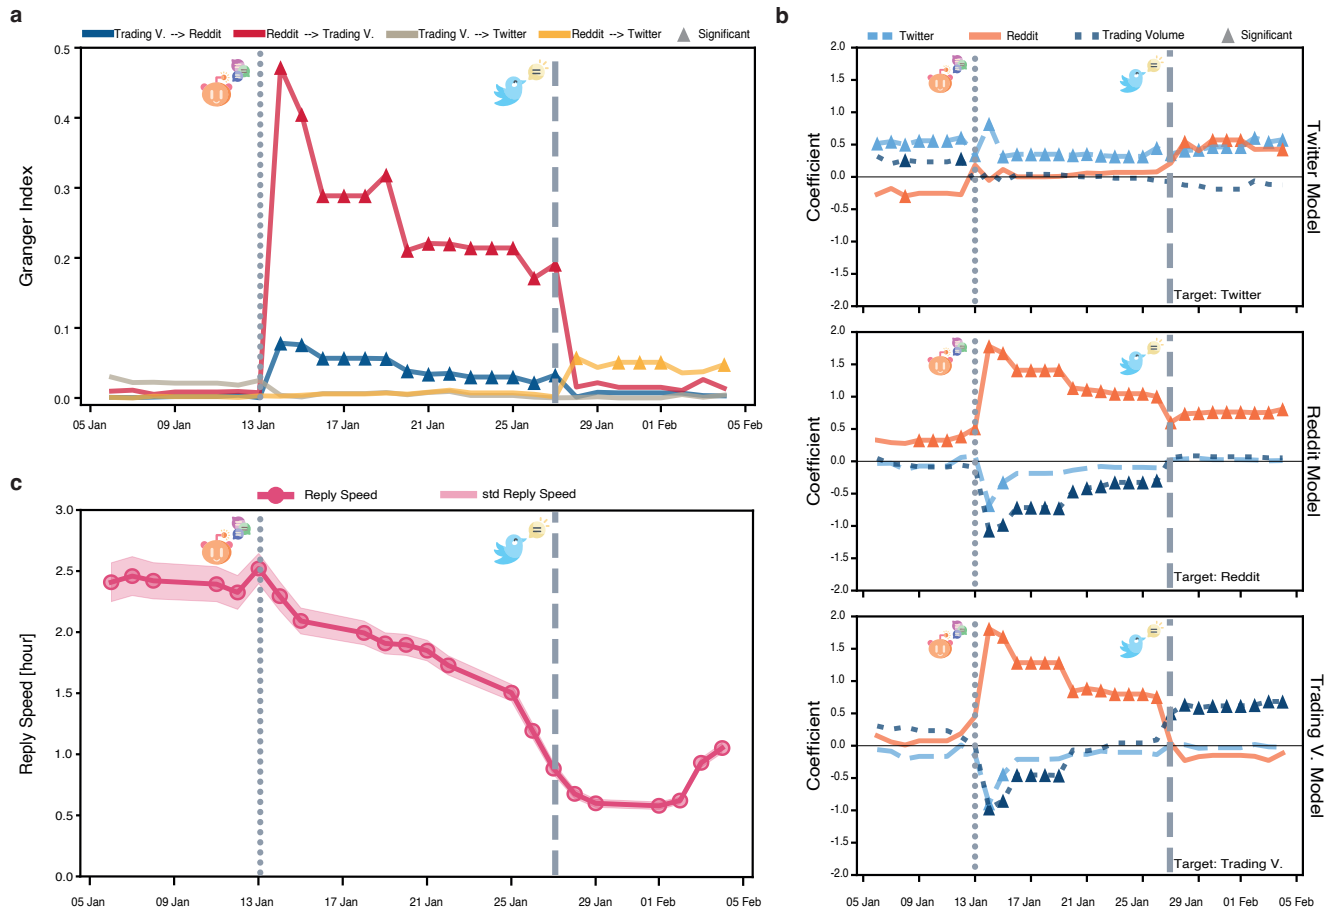 a
Trading V. --> Reddit Reddit --> Trading V. Trading V. --> Twitter Reddit --> Twitter Significant
Granger Index
0.5
0.4
0.3
0.2
0.1
0.0
05 Jan 09 Jan 13 Jan 17 Jan 21 Jan 25 Jan 29 Jan 01 Feb 05 Feb
c
Reply Speed std Reply Speed
Reply Speed [hour]
3.0
2.5
2.0
1.5
1.0
0.5
0.0
05 Jan 09 Jan 13 Jan 17 Jan 21 Jan 25 Jan 29 Jan 01 Feb 05 Feb
b
Twitter Reddit Trading Volume Significant
Coefficient
2.0
1.5
1.0
0.5
0.0
-0.5
-1.0
-1.5
-2.0
Target: Twitter
Twitter Model
Coefficient
2.0
1.5
1.0
0.5
0.0
-0.5
-1.0
-1.5
-2.0
Target: Reddit
Reddit Model
Coefficient
2.0
1.5
1.0
0.5
0.0
-0.5
-1.0
-1.5
-2.0
Target: Trading V.
Trading V. Model
05 Jan 09 Jan 13 Jan 17 Jan 21 Jan 25 Jan 29 Jan 01 Feb 05 Feb